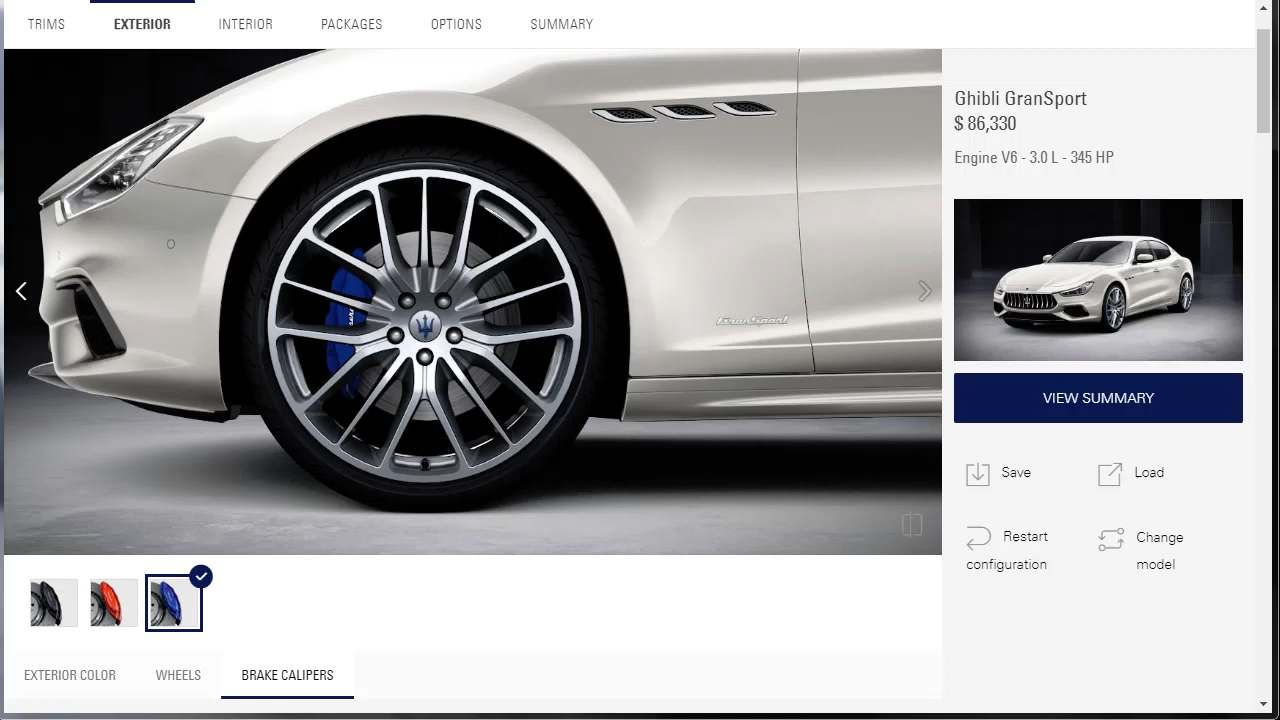 TRIMS
EXTERIOR
INTERIOR
PACKAGES
OPTIONS
SUMMARY
GranSport
Ghibli GranSport
$ 86,330
Engine V6 - 3.0 L - 345 HP
VIEW SUMMARY
Save
Load
Restart
configuration
Change
model
EXTERIOR COLOR
WHEELS
BRAKE CALIPERS